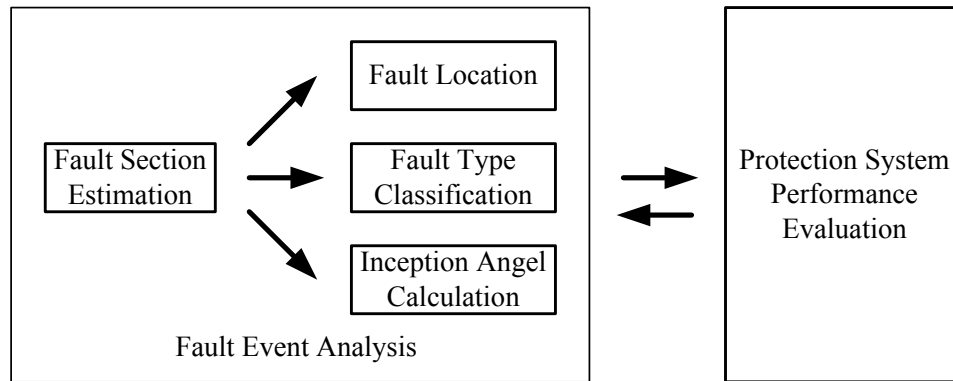 Fault Location
Fault Section
Estimation
Fault Type
Classification
Inception Angel
Calculation
Fault Event Analysis
Protection System
Performance
Evaluation